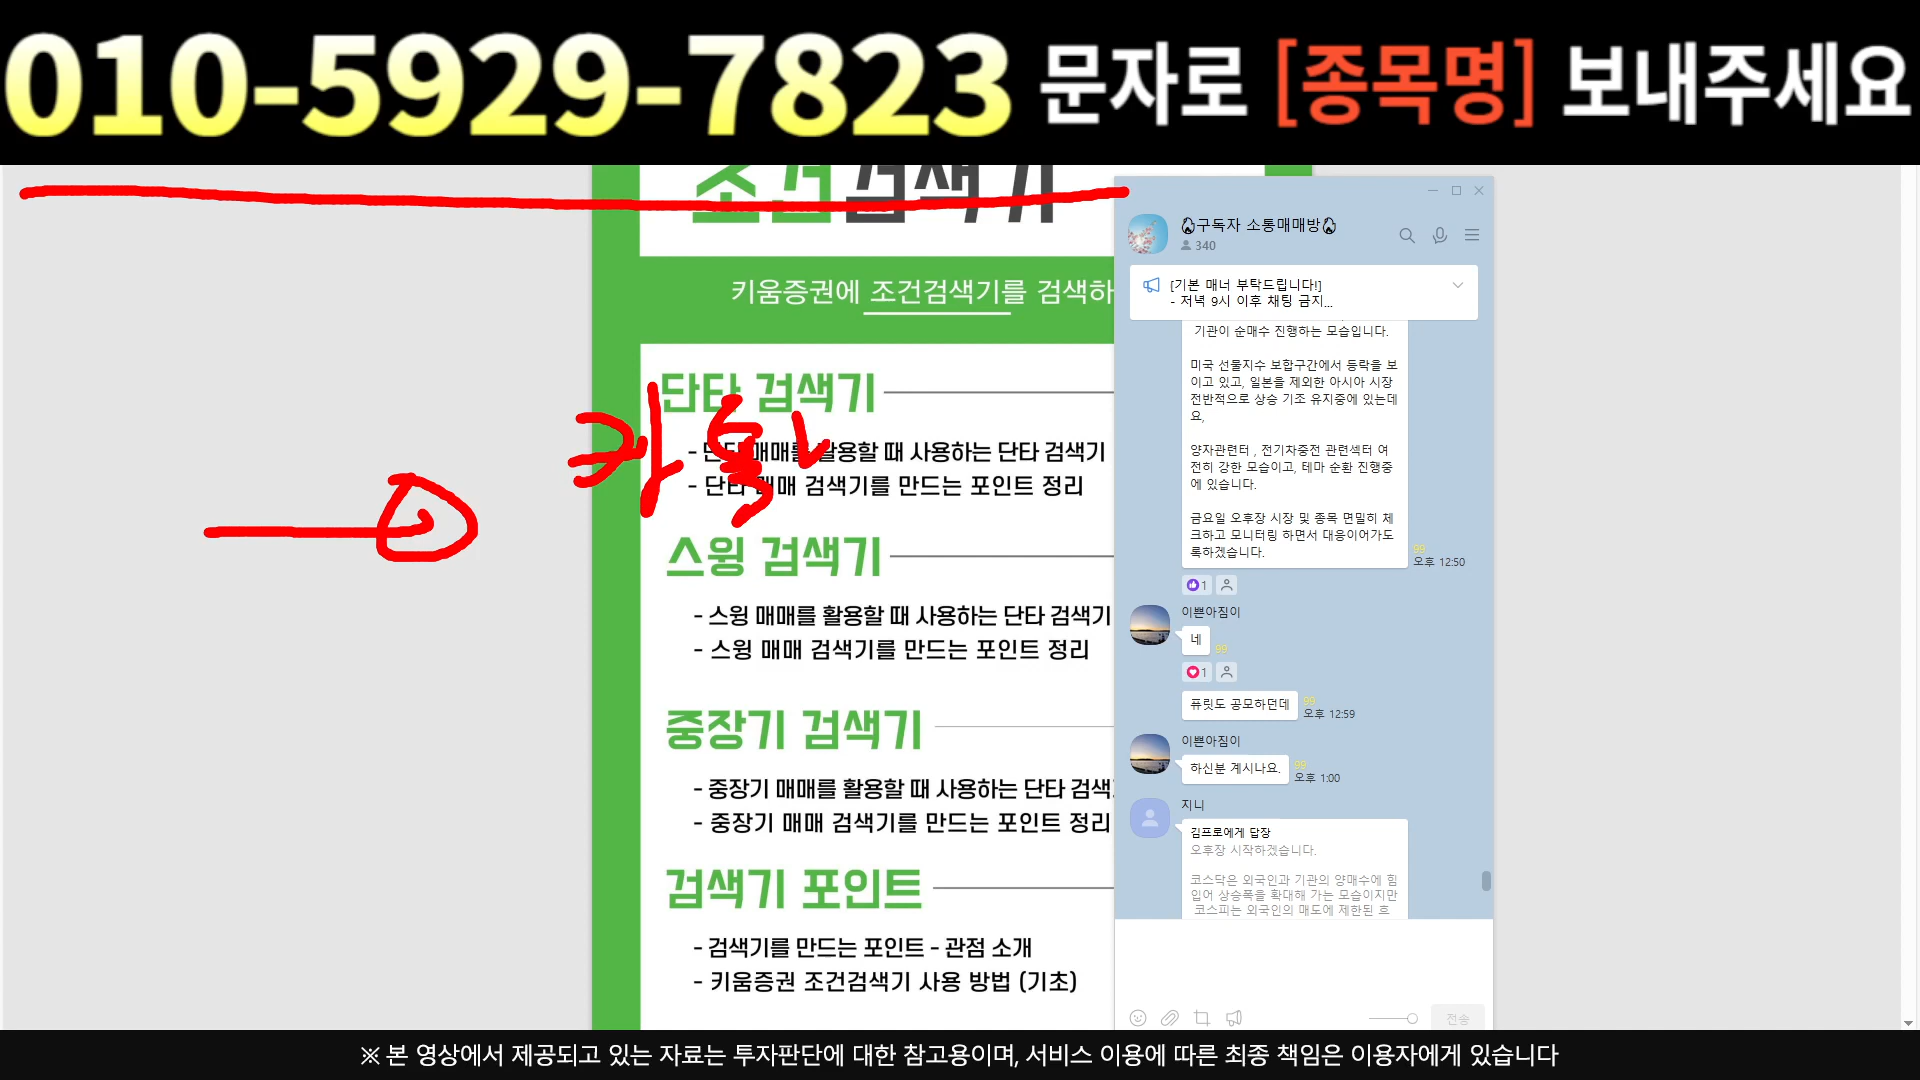 010-5929-7823 문자로 [종목명] 보내주세요
조건검색기
키움증권에 조건검색기를 검색하
단타 검색기
- 단타 매매를 활용할 때 사용하는 단타 검색기
- 단타 매매 검색기를 만드는 포인트 정리
스윙 검색기
- 스윙 매매를 활용할 때 사용하는 단타 검색기
- 스윙 매매 검색기를 만드는 포인트 정리
중장기 검색기
- 중장기 매매를 활용할 때 사용하는 단타 검색
- 중장기 매매 검색기를 만드는 포인트 정리
검색기 포인트
- 검색기를 만드는 포인트 - 관점 소개
- 키움증권 조건검색기 사용 방법 (기초)
구독자 소통매매방
340
[기본 매너 부탁드립니다!]
- 저녁 9시 이후 채팅 금지...
기관이 순매수 진행하는 모습입니다.
미국 선물지수 보합구간에서 등락을 보
이고 있고, 일본을 제외한 아시아 시장
전반적으로 상승 기조 유지중에 있는데
요,
양자관련터 , 전기차충전 관련섹터 여
전히 강한 모습이고, 테마 순환 진행중
에 있습니다.
금요일 오후장 시장 및 종목 면밀히 체
크하고 모니터링 하면서 대응이어가도
록하겠습니다.
99
오후 12:50
1
이쁜아짐이
네
99
1
퓨릿도 공모하던데
99
오후 12:59
이쁜아짐이
하신분 계시나요.
99
오후 1:00
지니
김프로에게 답장
오후장 시작하겠습니다.
코스닥은 외국인과 기관의 양매수에 힘
입어 상승폭을 확대해 가는 모습이지만
코스피는 외국인의 매도에 제한된 흐
전송
※ 본 영상에서 제공되고 있는 자료는 투자판단에 대한 참고용이며, 서비스 이용에 따른 최종 책임은 이용자에게 있습니다